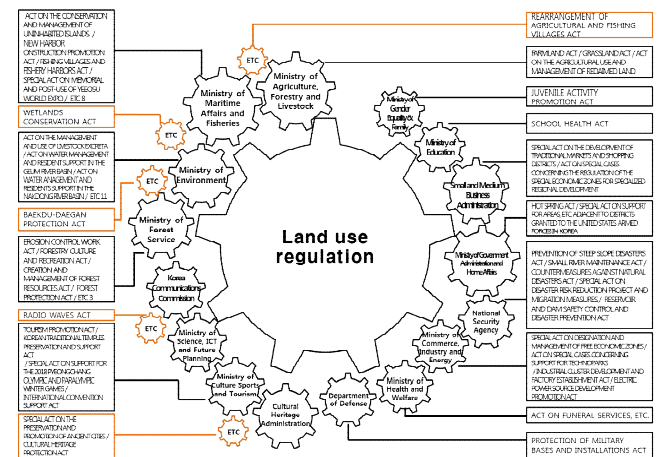 ACT ON THE CONSERVATION
AND MANAGEMENT OF
UNINHABITED ISLANDS /
NEW HARBOR
ONSTRUCTION PROMOTION
ACT / FISHING VILLAGES AND
FISHERY HARBORS ACT /
SPECIAL ACT ON MEMORIAL
AND POST-USE OF YEOSU
WORLD EXPO / ETC 8
WETLANDS
CONSERVATION ACT
ACT ON THE MANAGEMENT
AND USE OF LIVESTOCK EXCRETA
/ ACT ON WATER MANAGEMENT
AND RESIDENT SUPPORT IN THE
GEUM RIVER BASIN / ACT ON
WATER ANAGEMENT AND
RESIDENTS SUPPORT IN THE
NAKDONG RIVER BASIN / ETC 11
BAEKDU-DAEGAN
PROTECTION ACT
EROSION CONTROL WORK
ACT / FORESTRY CULTURE
AND RECREATION ACT /
CREATION AND
MANAGEMENT OF FOREST
RESOURCES ACT / FOREST
PROTECTION ACT / ETC 3
RADIO WAVES ACT
TOURISM PROMOTION ACT /
KOREAN TRADITIONAL TEMPLE
PRESERVATION AND SUPPORT
ACT
/ SPECIAL ACT ON SUPPORT FOR
THE 2018 PYEONGCHANG
OLYMPIC AND PARALYMPIC
WINTER GAMES /
INTERNATIONAL CONVENTION
SUPPORT ACT
SPECIAL ACT ON THE
PRESERVATION AND
PROMOTION OF ANCIENT CITIES /
CULTURAL HERITAGE
PROTECTION ACT
ETC
ETC
ETC
ETC
ETC
Ministry of
Maritime
Affairs and
Fisheries
Ministry of
Agriculture,
Forestry and
Livestock
Ministry of
Environment
Ministry of
Forest
Service
Korea
Communications
Commission
Ministry of
Science, ICT
and Future
Planning
Ministry of
Culture Sports
and Tourism
Cultural
Heritage
Administration
Department
of Defense
Ministry of
Health and
Welfare
Ministry of
Commerce,
Industry and
Energy
National
Security
Agency
Ministry of Government
Administration and
Home Affairs
Small and Medium
Business
Administration
Ministry of
Education
Ministry of
Gender
Equality &
Family
Land use
regulation
REARRANGEMENT OF
AGRICULTURAL AND FISHING
VILLAGES ACT
FARMLAND ACT / GRASSLAND ACT / ACT
ON THE AGRICULTURAL USE AND
MANAGEMENT OF REDAIMED LAND
JUVENILE ACTIVITY
PROMOTION ACT
SCHOOL HEALTH ACT
SPECIAL ACT ON THE DEVELOPMENT OF
TRADITIONAL MARKETS AND SHOPPING
DISTRICTS / ACT ON SPECIAL CASES
CONCERNING THE REGULATION OF THE
SPECIAL ECONOMIC ZONES FOR SPECIALIZED
REGIONAL DEVELOPMENT
HOT SPRING ACT / SPECIAL ACT ON SUPPORT
FOR AREAS, ETC. ADJACENT TO DISTRICTS
GRANTED TO THE UNITED STATES ARMED
FORCES IN KOREA
PREVENTION OF STEEP SLOPE DISASTERS
ACT / SMALL RIVER MAINTENANCE ACT /
COUNTERMEASURES AGAINST NATURAL
DISASTERS ACT / SPECIAL ACT ON
DISASTER RISK REDUCTION PROJECT AND
MIGRATION MEASURES / RESERVOIR
AND DAM SAFETY CONTROL AND
DISASTER PREVENTION ACT
SPECIAL ACT ON DESIGNATION AND
MANAGEMENT OF FREE ECONOMIC ZONES /
ACT ON SPECIAL CASES CONCERNING
SUPPORT FOR TECHNOPARKS
/ INDUSTRIAL CLUSTER DEVELOPMENT AND
FACTORY ESTABLISHMENT ACT / ELECTRIC
POWER SOURCE DEVELOPMENT
PROMOTION ACT
ACT ON FUNERAL SERVICES, ETC.
PROTECTION OF MILITARY
BASES AND INSTALLATIONS ACT